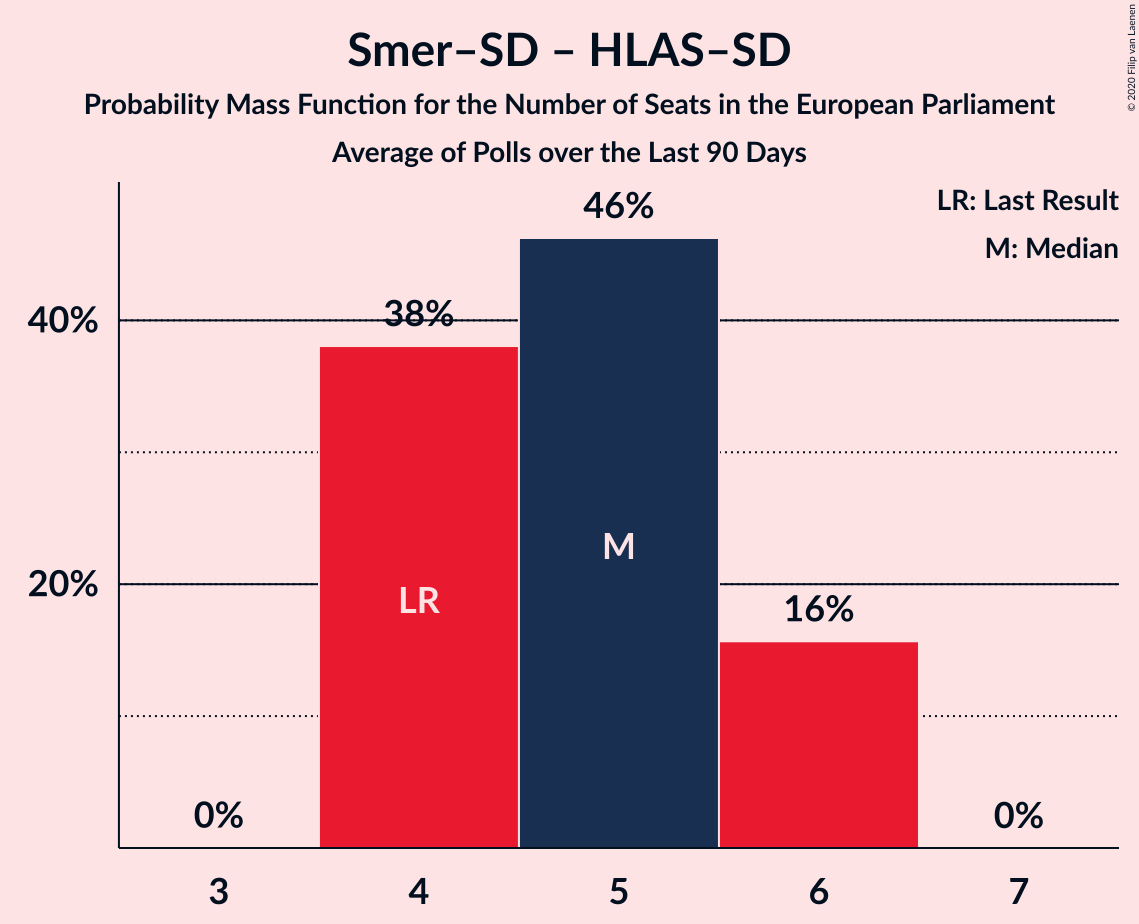 Smer–SD – HLAS–SD
Probability Mass Function for the Number of Seats in the European Parliament
Average of Polls over the Last 90 Days
© 2020 Filip van Laenen
LR: Last Result
M: Median
46%
38%
40%
M
LR
20%
16%
0%
0%
3 4 5 6 7